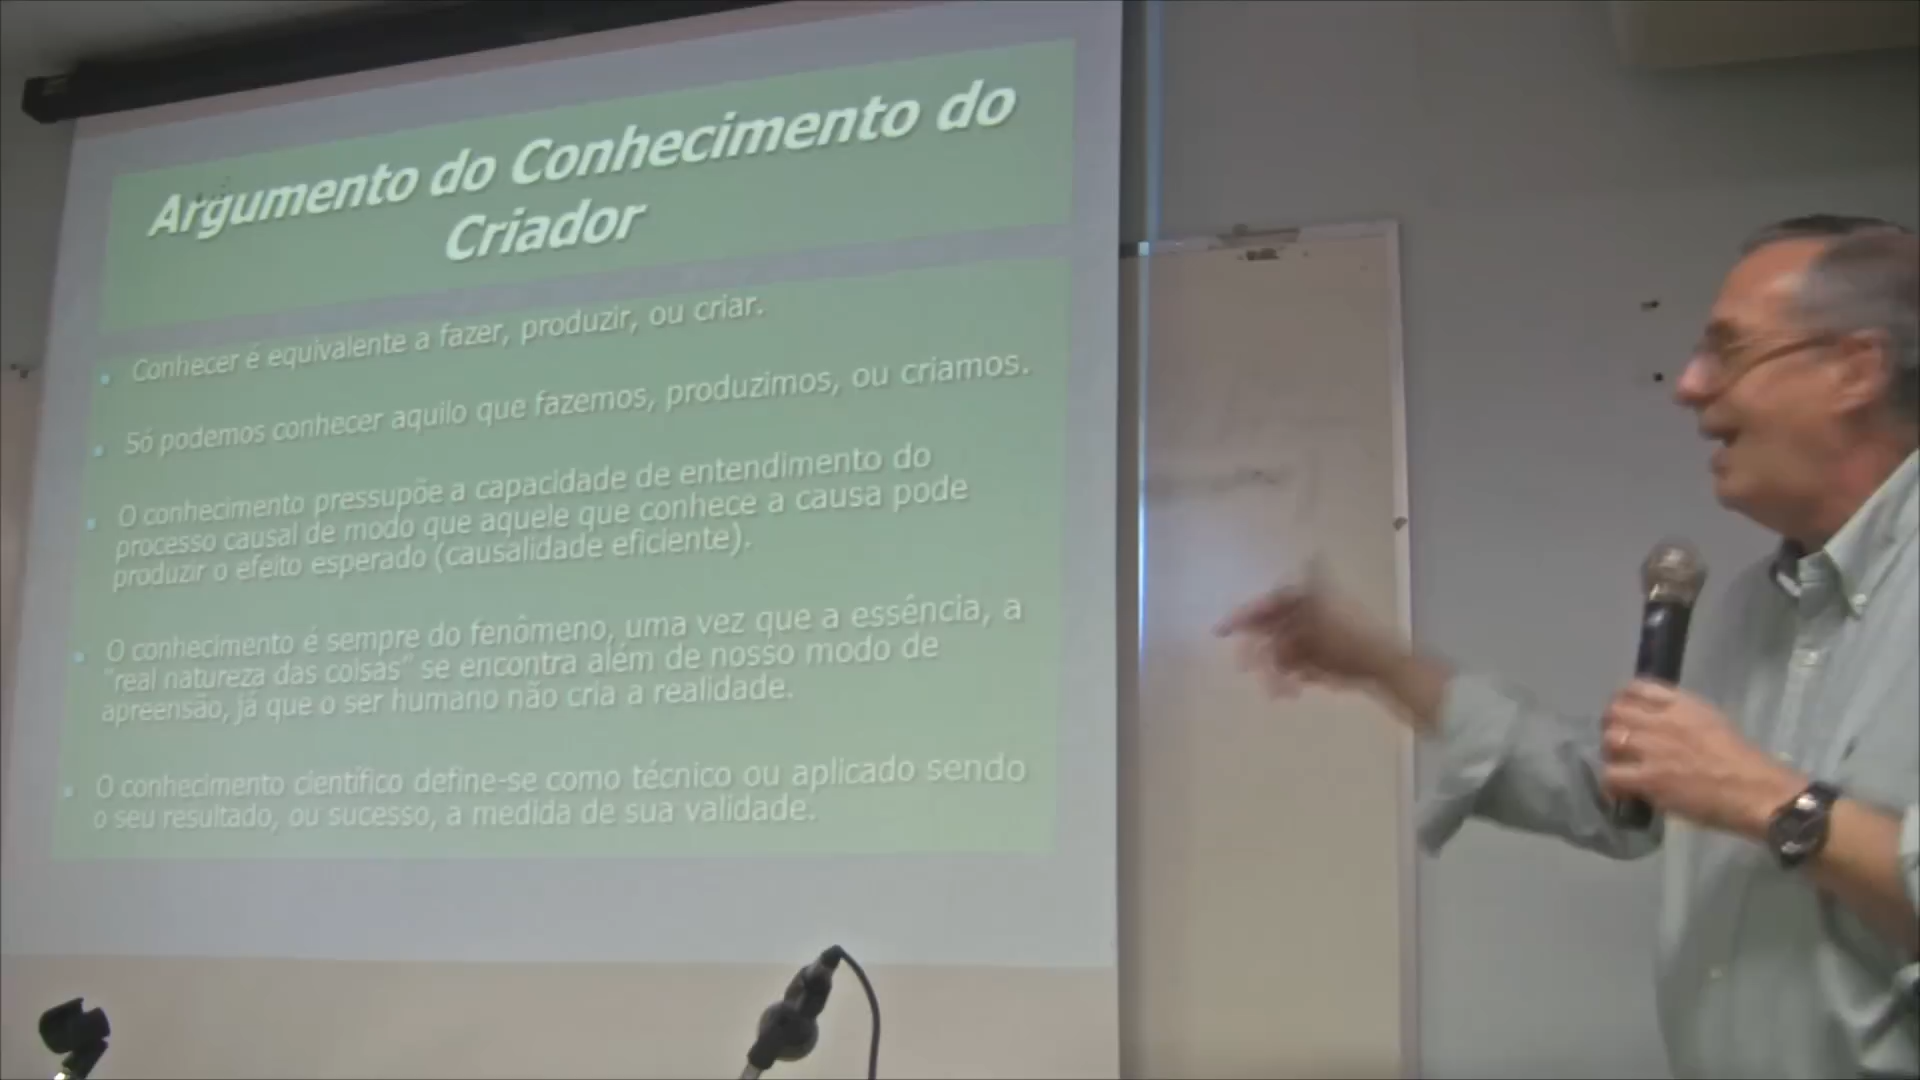 Argumento do Conhecimento do
Criador
Conhecer é equivalente a fazer, produzir, ou criar.
Só podemos conhecer aquilo que fazemos, produzimos, ou criamos.
O conhecimento pressupõe a capacidade de entendimento do
processo causal de modo que aquele que conhece a causa pode
produzir o efeito esperado (causalidade eficiente).
O conhecimento é sempre do fenômeno, uma vez que a essência, a
"real natureza das coisas" se encontra além de nosso modo de
apreensão, já que o ser humano não cria a realidade.
O conhecimento científico define-se como técnico ou aplicado sendo
o seu resultado, ou sucesso, a medida de sua validade.